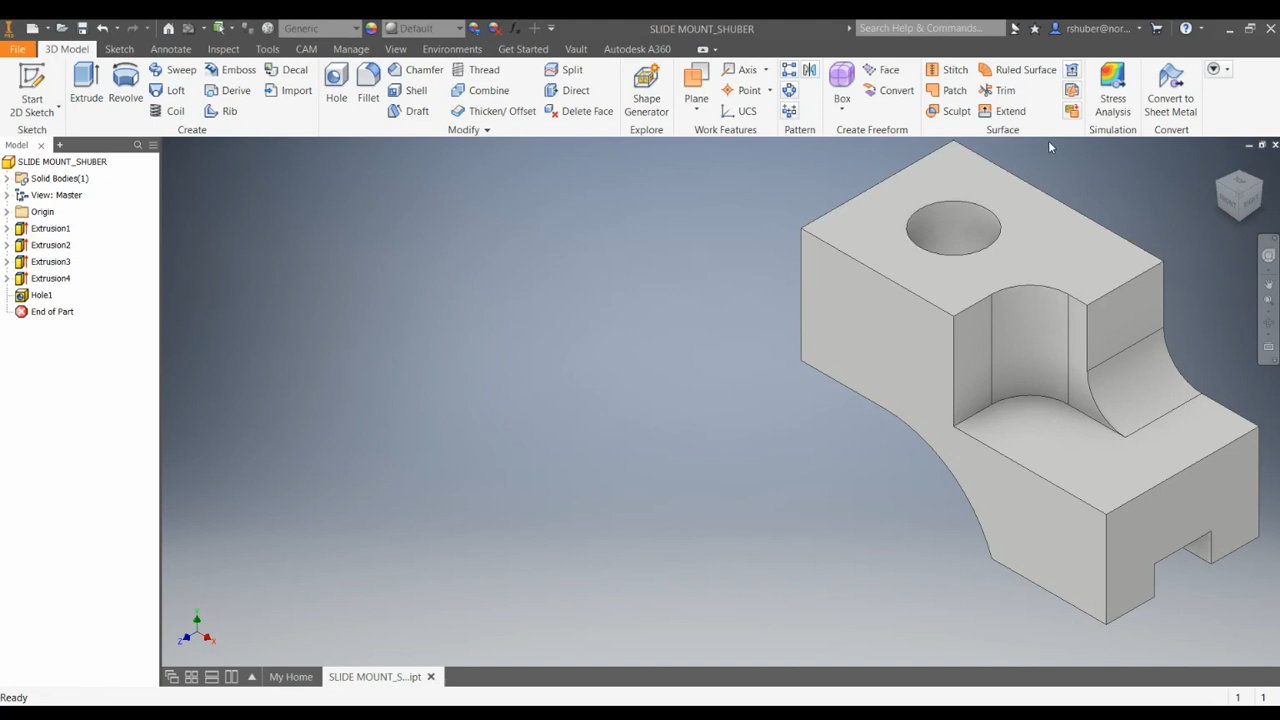 Generic
Default
SLIDE MOUNT_SHUBER
Search Help & Commands...
rshuber@nor...
File 3D Model Sketch Annotate Inspect Tools CAM Manage View Environments Get Started Vault Autodesk A360
Start
2D Sketch
Sketch
Extrude
Revolve
Sweep
Loft
Coil
Emboss
Derive
Rib
Decal
Import
Create
Hole
Fillet
Chamfer
Shell
Draft
Thread
Combine
Thicken/ Offset
Split
Direct
Delete Face
Modify
Shape
Generator
Explore
Plane
Axis
Point
UCS
Work Features
Pattern
Box
Face
Convert
Create Freeform
Stitch
Patch
Sculpt
Ruled Surface
Trim
Extend
Surface
Stress
Analysis
Simulation
Convert to
Sheet Metal
Convert
Model
SLIDE MOUNT_SHUBER
Solid Bodies(1)
View: Master
Origin
Extrusion1
Extrusion2
Extrusion3
Extrusion4
Hole1
End of Part
TOP
FRONT
RIGHT
Y
Z
X
My Home
SLIDE MOUNT_S...ipt
Ready
1 1